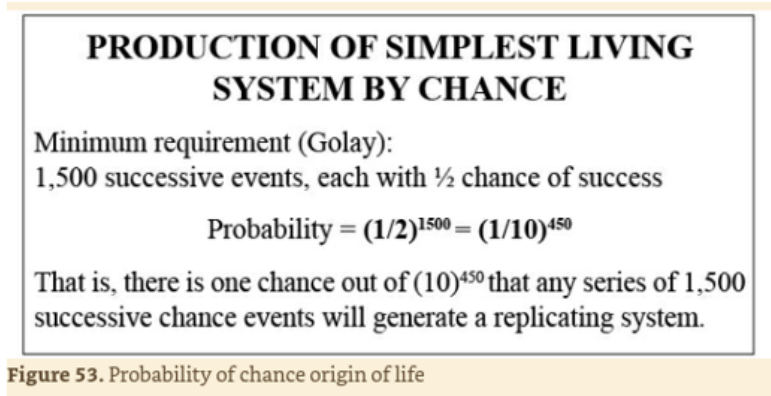 PRODUCTION OF SIMPLEST LIVING
SYSTEM BY CHANCE
Minimum requirement (Golay):
1,500 successive events, each with ½ chance of success
Probability = (1/2)¹⁵⁰⁰ = (1/10)⁴⁵⁰
That is, there is one chance out of (10)⁴⁵⁰ that any series of 1,500
successive chance events will generate a replicating system.
Figure 53. Probability of chance origin of life